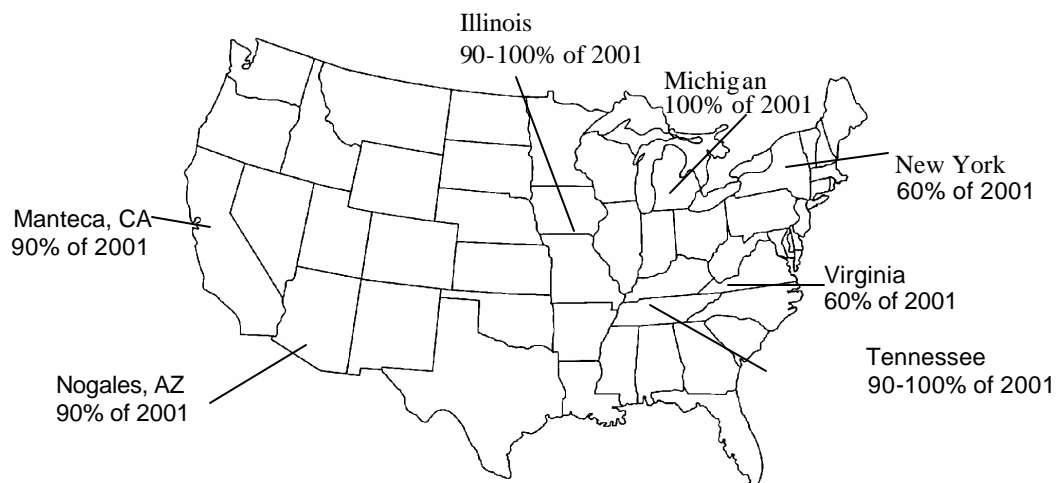 Illinois
90-100% of 2001
Michigan
100% of 2001
New York
60% of 2001
Manteca, CA
90% of 2001
Virginia
60% of 2001
Tennessee
90-100% of 2001
Nogales, AZ
90% of 2001